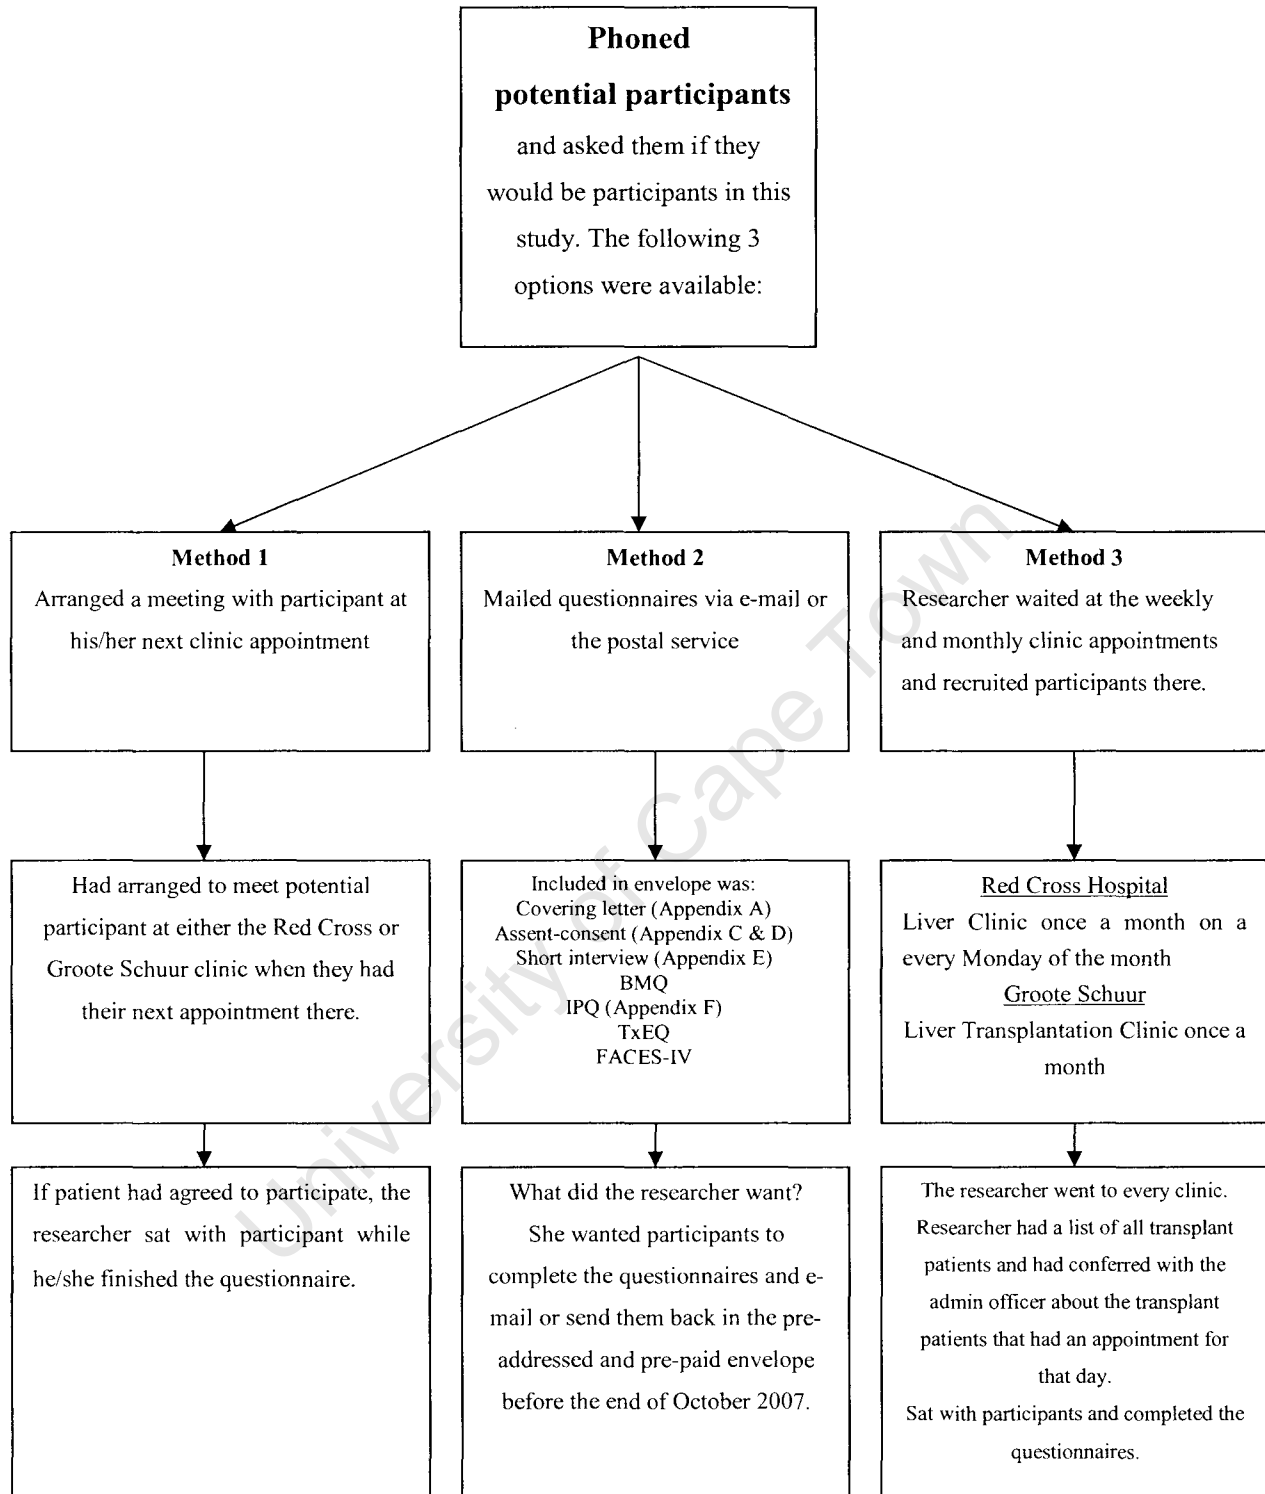 Phoned
potential participants
and asked them if they
would be participants in this
study. The following 3
options were available:
Method 1
Arranged a meeting with participant at
his/her next clinic appointment
Method 2
Mailed questionnaires via e-mail or
the postal service
Method 3
Researcher waited at the weekly
and monthly clinic appointments
and recruited participants there.
Had arranged to meet potential
participant at either the Red Cross or
Groote Schuur clinic when they had
their next appointment there.
Included in envelope was:
Covering letter (Appendix A)
Assent-consent (Appendix C & D)
Short interview (Appendix E)
BMQ
IPQ (Appendix F)
TxEQ
FACES-IV
Red Cross Hospital
Liver Clinic once a month on a
every Monday of the month
Groote Schuur
Liver Transplantation Clinic once a
month
If patient had agreed to participate, the
researcher sat with participant while
he/she finished the questionnaire.
What did the researcher want?
She wanted participants to
complete the questionnaires and e-
mail or send them back in the pre-
addressed and pre-paid envelope
before the end of October 2007.
The researcher went to every clinic.
Researcher had a list of all transplant
patients and had conferred with the
admin officer about the transplant
patients that had an appointment for
that day.
Sat with participants and completed the
questionnaires.
University of Cape Town